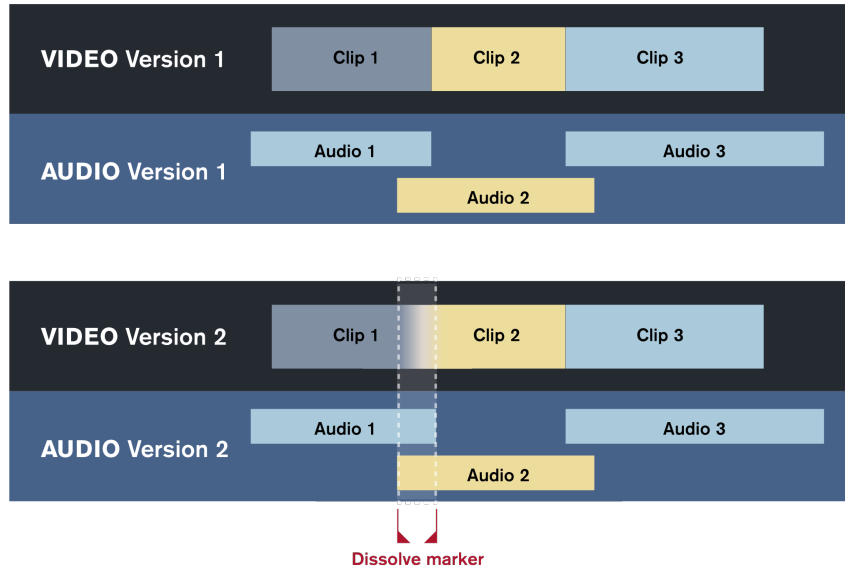 VIDEO Version 1
Clip 1
Clip 2
Clip 3
AUDIO Version 1
Audio 1
Audio 3
Audio 2
VIDEO Version 2
Clip 1
Clip 2
Clip 3
AUDIO Version 2
Audio 1
Audio 3
Audio 2
Dissolve marker